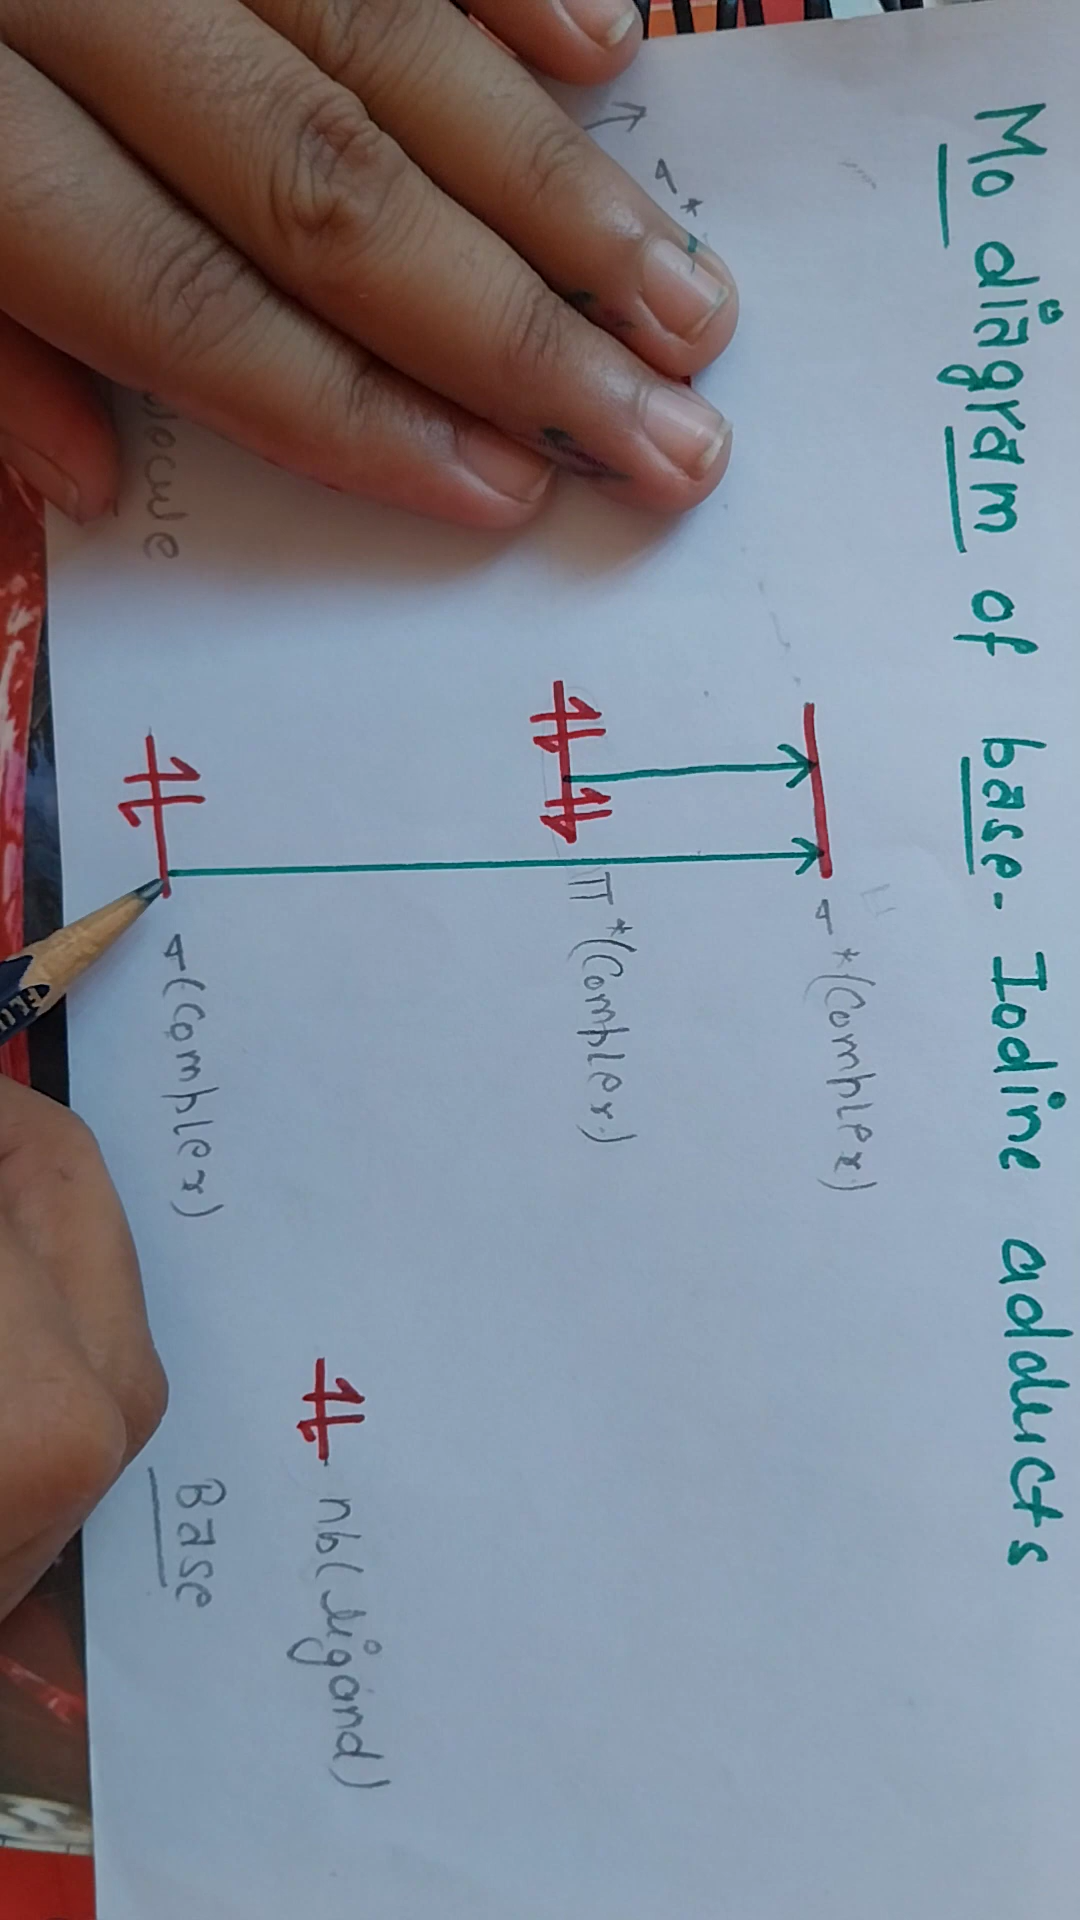 Mo diagram of base- Iodine adducts
σ*
σ*(Complex)
π*(Complex)
nb(ligand)
σ(Complex)
Base